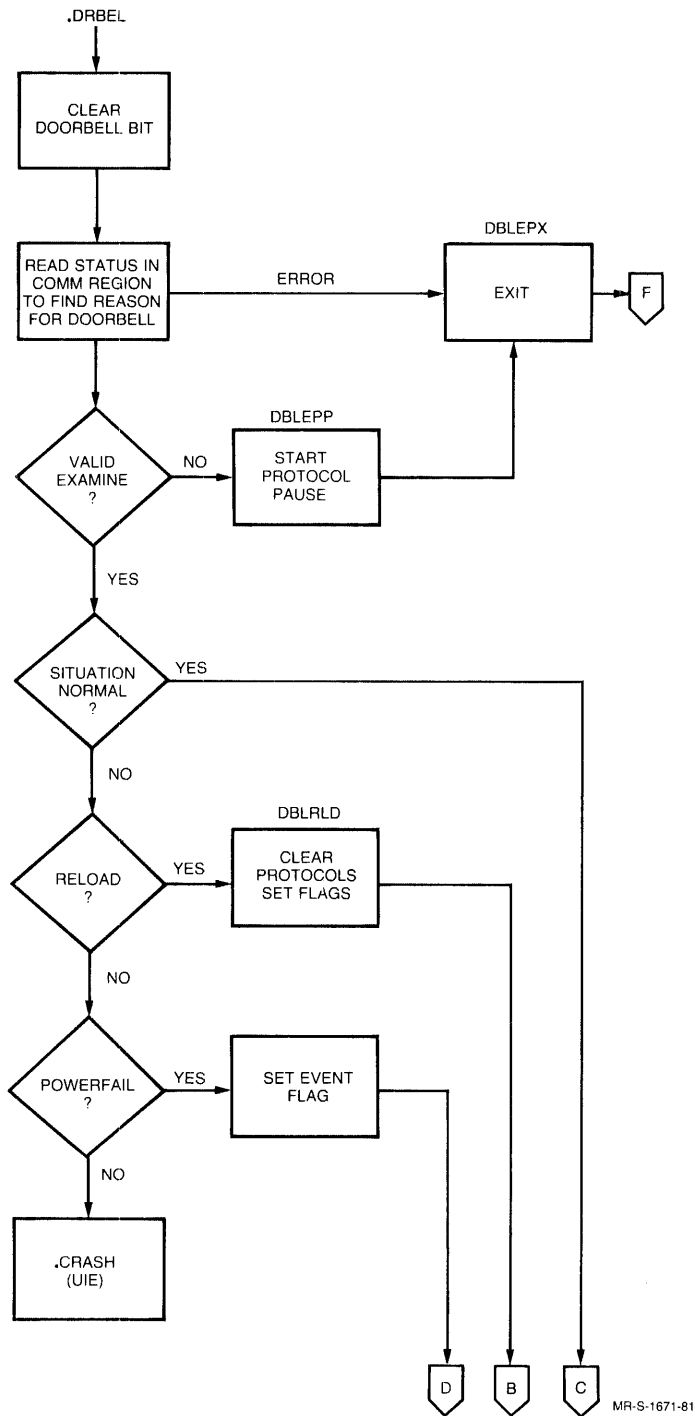 .DRBEL
CLEAR
DOORBELL BIT
READ STATUS IN
COMM REGION
TO FIND REASON
FOR DOORBELL
ERROR
DBLEPX
EXIT
F
VALID
EXAMINE
?
NO
DBLEPP
START
PROTOCOL
PAUSE
YES
SITUATION
NORMAL
?
YES
NO
RELOAD
?
YES
DBLRLD
CLEAR
PROTOCOLS
SET FLAGS
NO
POWERFAIL
?
YES
SET EVENT
FLAG
NO
.CRASH
(UIE)
D
B
C
MR-S-1671-81